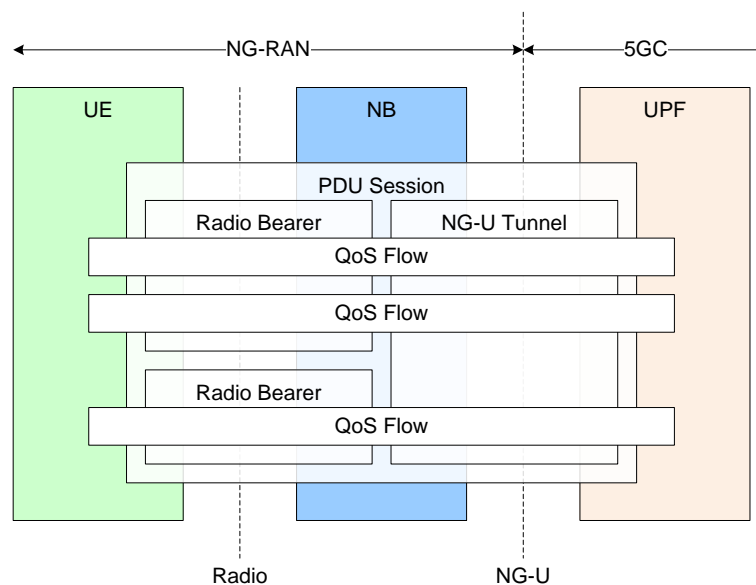 NG-RAN
5GC
UE
NB
UPF
PDU Session
Radio Bearer
NG-U Tunnel
QoS Flow
QoS Flow
Radio Bearer
QoS Flow
Radio
NG-U